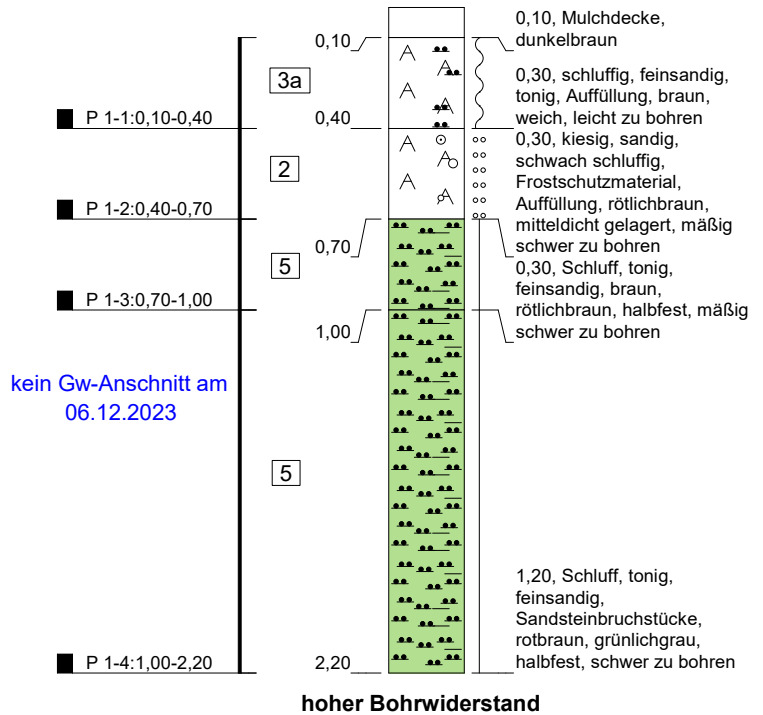 0,10, Mulchdecke,
dunkelbraun
0,10
3a
0,30, schluffig, feinsandig,
tonig, Auffüllung, braun,
weich, leicht zu bohren
P 1-1:0,10-0,40
0,40
2
0,30, kiesig, sandig,
schwach schluffig,
Frostschutzmaterial,
Auffüllung, rötlichbraun,
mitteldicht gelagert, mäßig
schwer zu bohren
P 1-2:0,40-0,70
0,70
5
0,30, Schluff, tonig,
feinsandig, braun,
rötlichbraun, halbfest, mäßig
schwer zu bohren
P 1-3:0,70-1,00
1,00
kein Gw-Anschnitt am
06.12.2023
5
1,20, Schluff, tonig,
feinsandig,
Sandsteinbruchstücke,
rotbraun, grünlichgrau,
halbfest, schwer zu bohren
P 1-4:1,00-2,20
2,20
hoher Bohrwiderstand